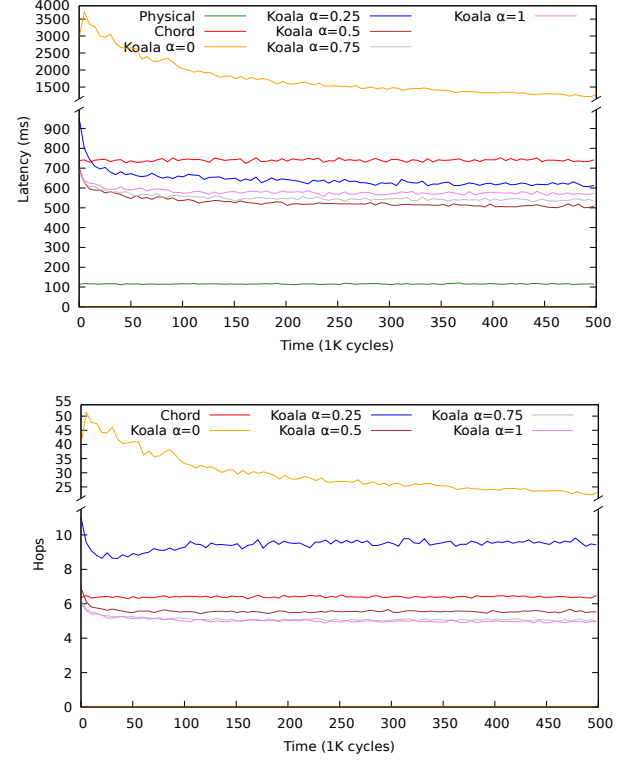 4000
3500
3000
2500
2000
1500
900
800
700
600
500
400
300
200
100
0
Latency (ms)
Physical Koala α=0.25 Koala α=1
Chord Koala α=0.5
Koala α=0 Koala α=0.75
0 50 100 150 200 250 300 350 400 450 500
Time (1K cycles)
55
50
45
40
35
30
25
10
8
6
4
2
0
Hops
Chord Koala α=0.25 Koala α=0.75
Koala α=0 Koala α=0.5 Koala α=1
0 50 100 150 200 250 300 350 400 450 500
Time (1K cycles)